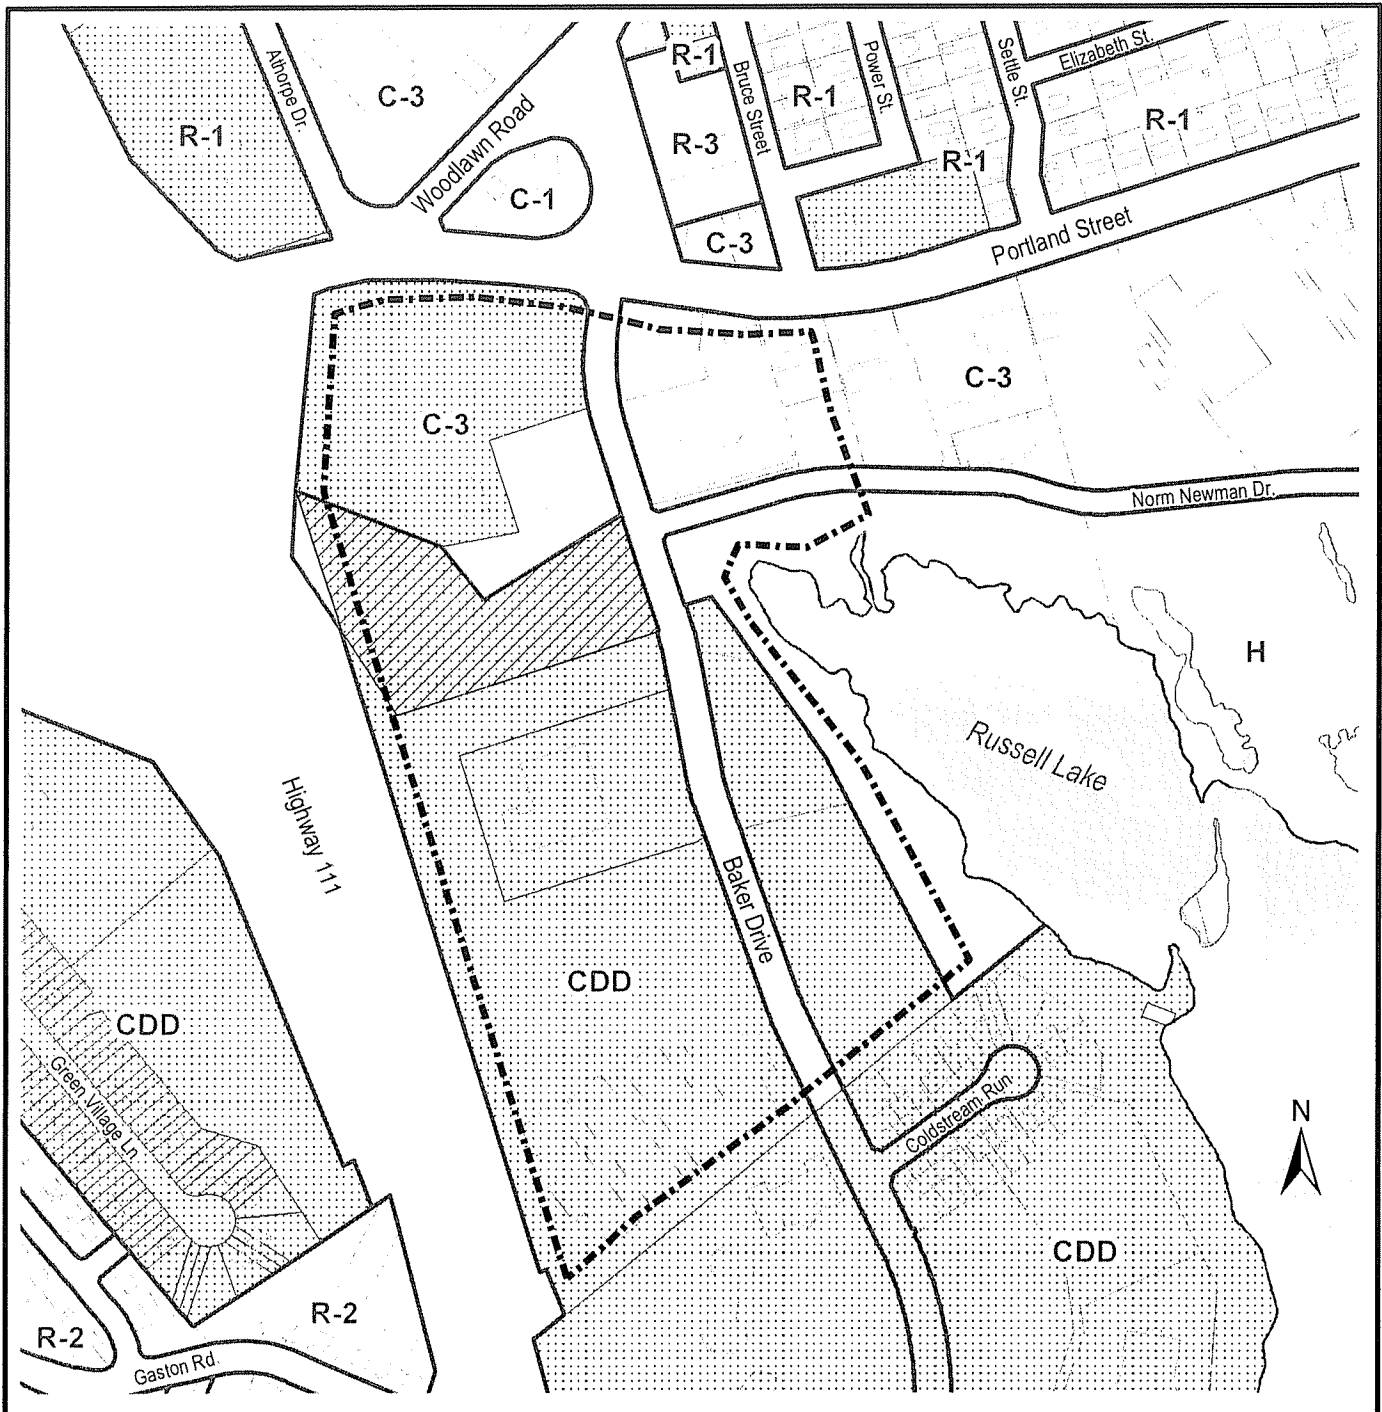 R-1
Athorpe Dr.
C-3
Woodlawn Road
C-1
R-1
R-3
C-3
Bruce Street
R-1
Power St.
R-1
Settle St.
Elizabeth St.
R-1
Portland Street
C-3
C-3
Norm Newman Dr.
H
Russell Lake
Highway 111
Baker Drive
CDD
CDD
Green Village Ln
Coldstream Run
N
CDD
R-2
R-2
Gaston Rd.